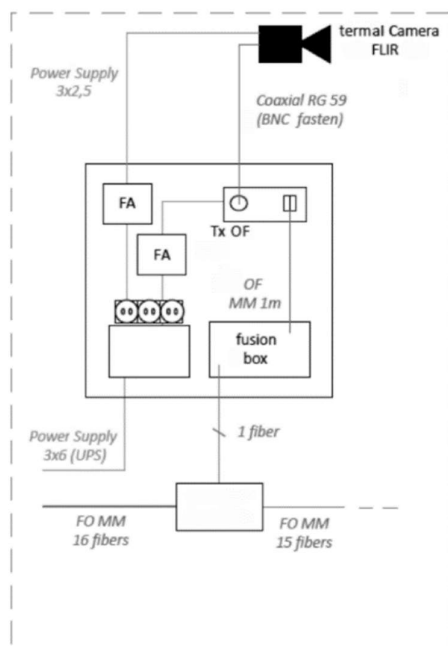 termal Camera
FLIR
Power Supply
3x2,5
Coaxial RG 59
(BNC fasten)
FA
Tx OF
FA
OF
MM 1m
fusion
box
Power Supply
3x6 (UPS)
1 fiber
FO MM
16 fibers
FO MM
15 fibers